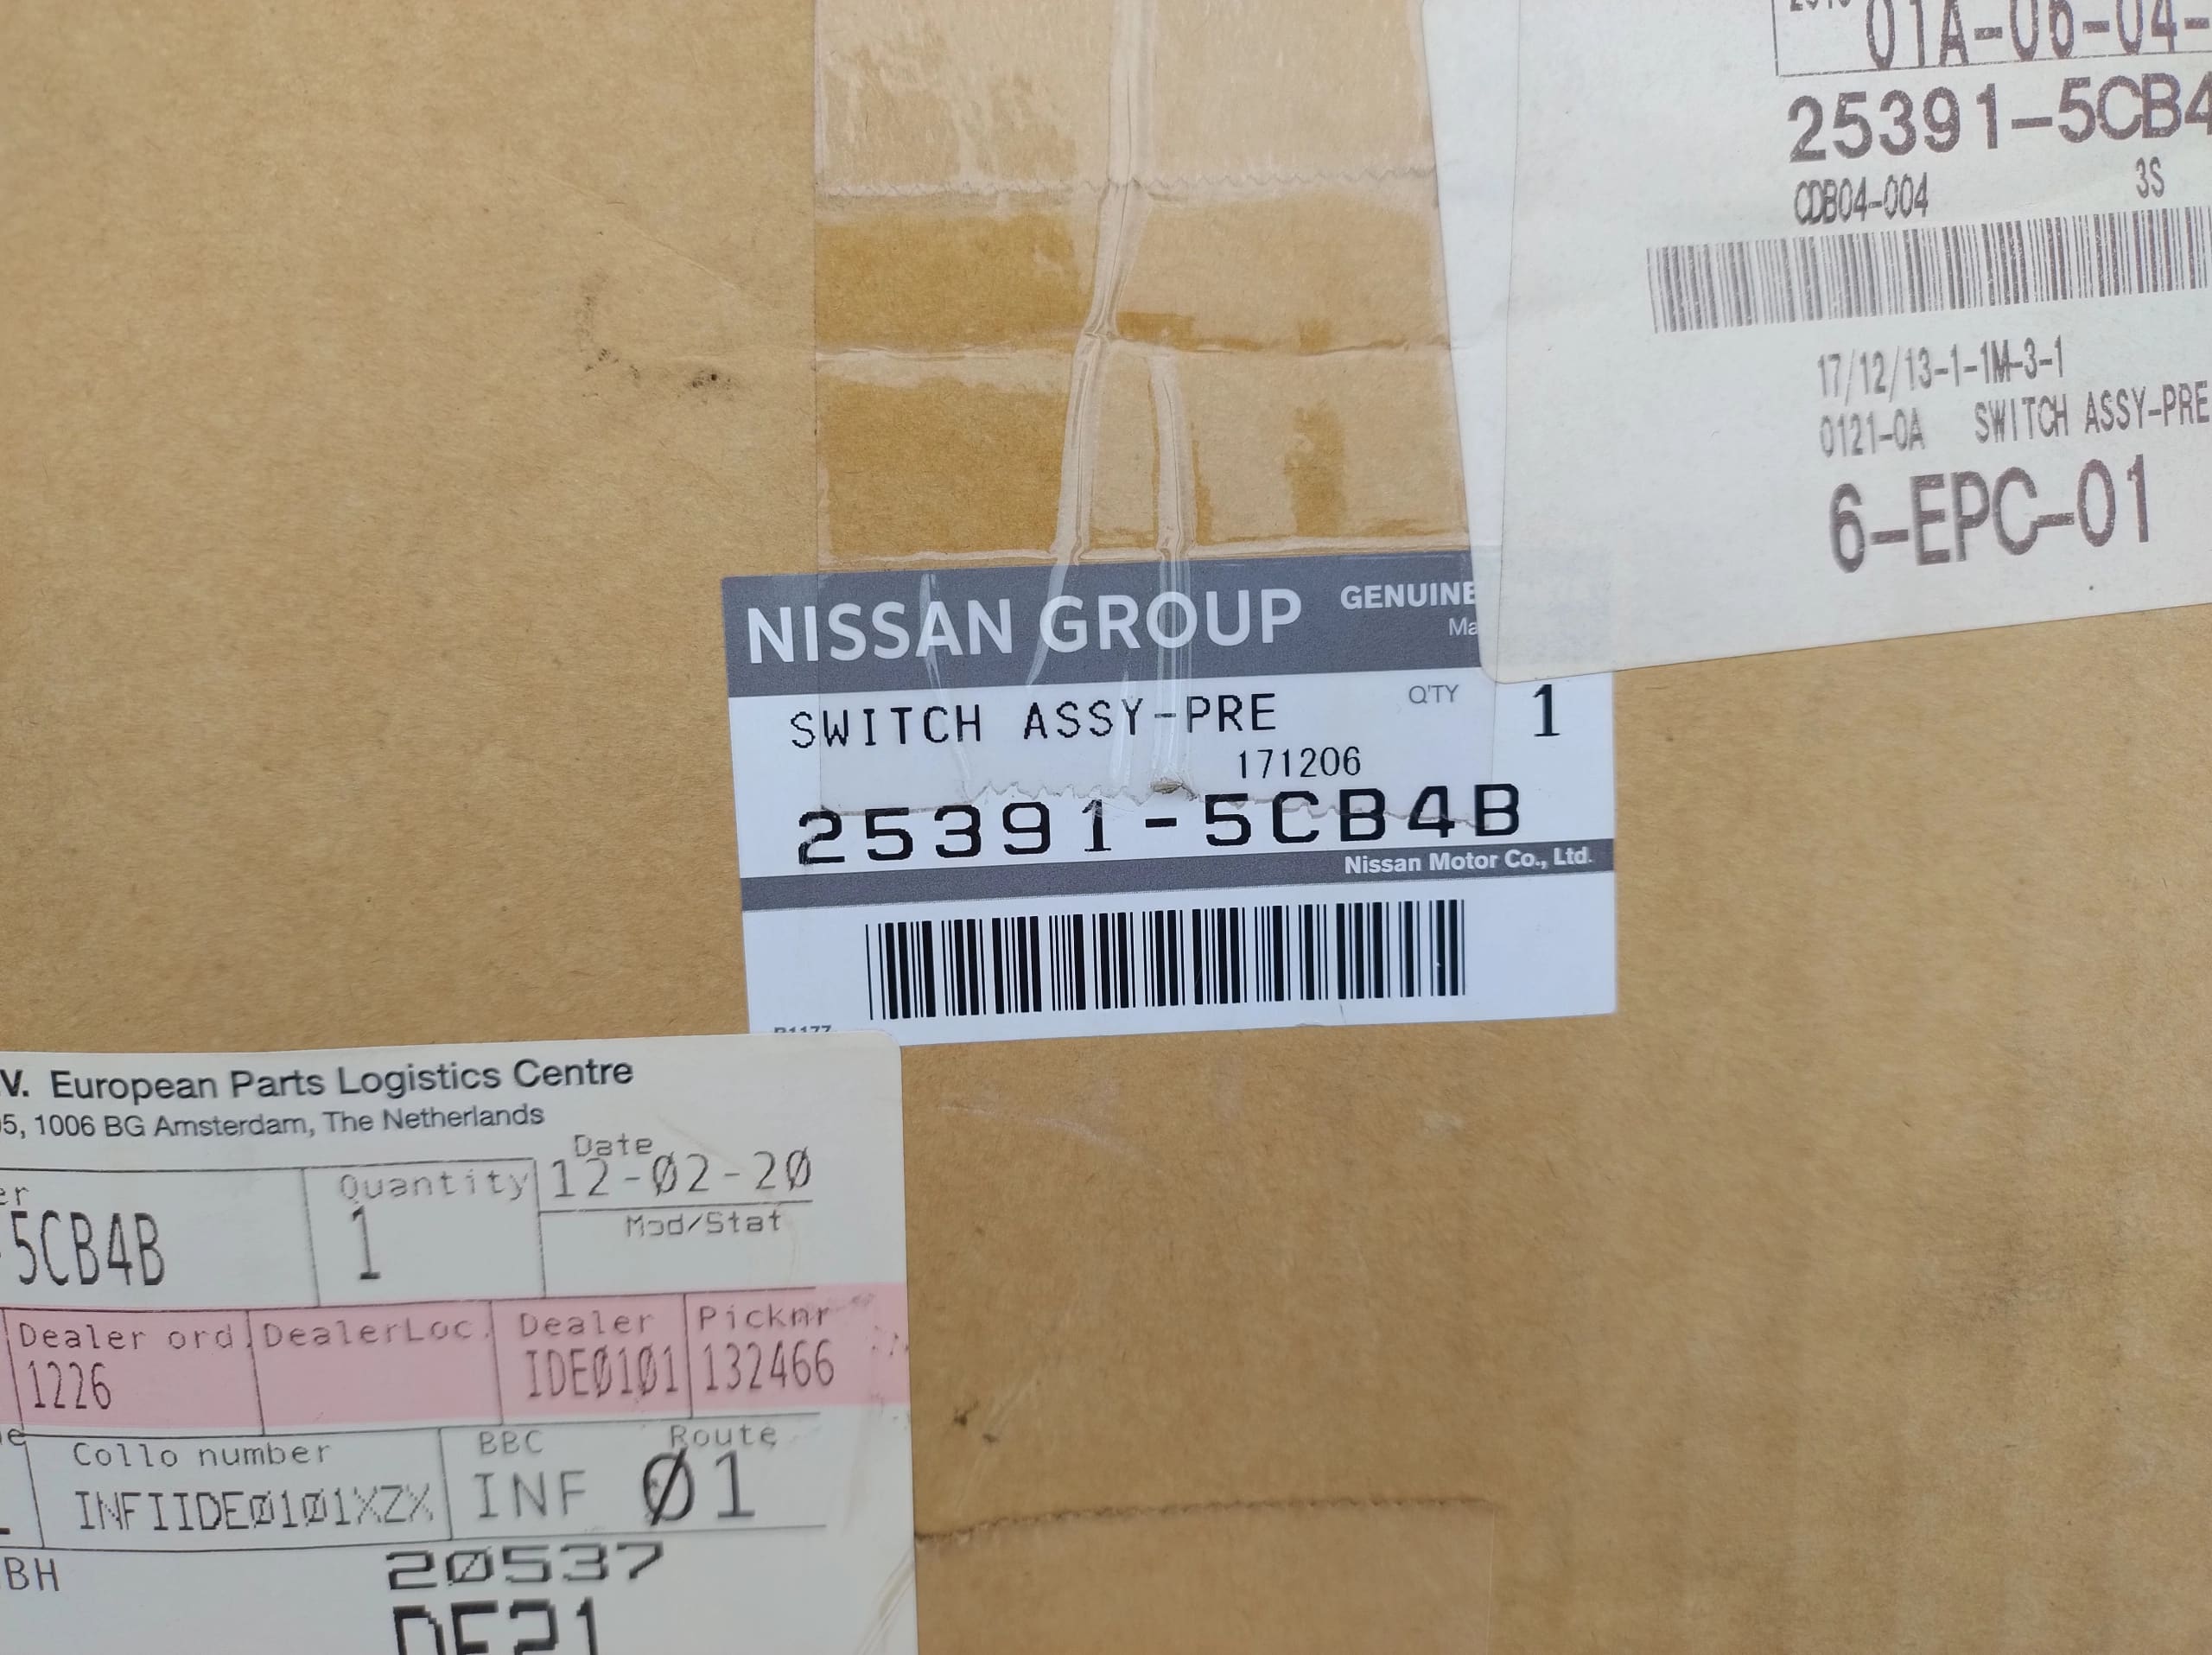 01A-06-04-
25391-5CB4
CDB04-004 3S
17/12/13-1-1M-3-1
0121-0A SWITCH ASSY-PRE
6-EPC-01
NISSAN GROUP GENUINE
Ma
SWITCH ASSY-PRE Q'TY 1
171206
25391-5CB4B
Nissan Motor Co., Ltd.
V. European Parts Logistics Centre
5, 1006 BG Amsterdam, The Netherlands
er Quantity Date
12-02-20
5CB4B 1 Mod/Stat
Dealer ord. DealerLoc. Dealer Picknr
1226 IDE0101 132466
Collo number BBC Route
INFIIDE0101XZX INF 01
BH 20537
DE21